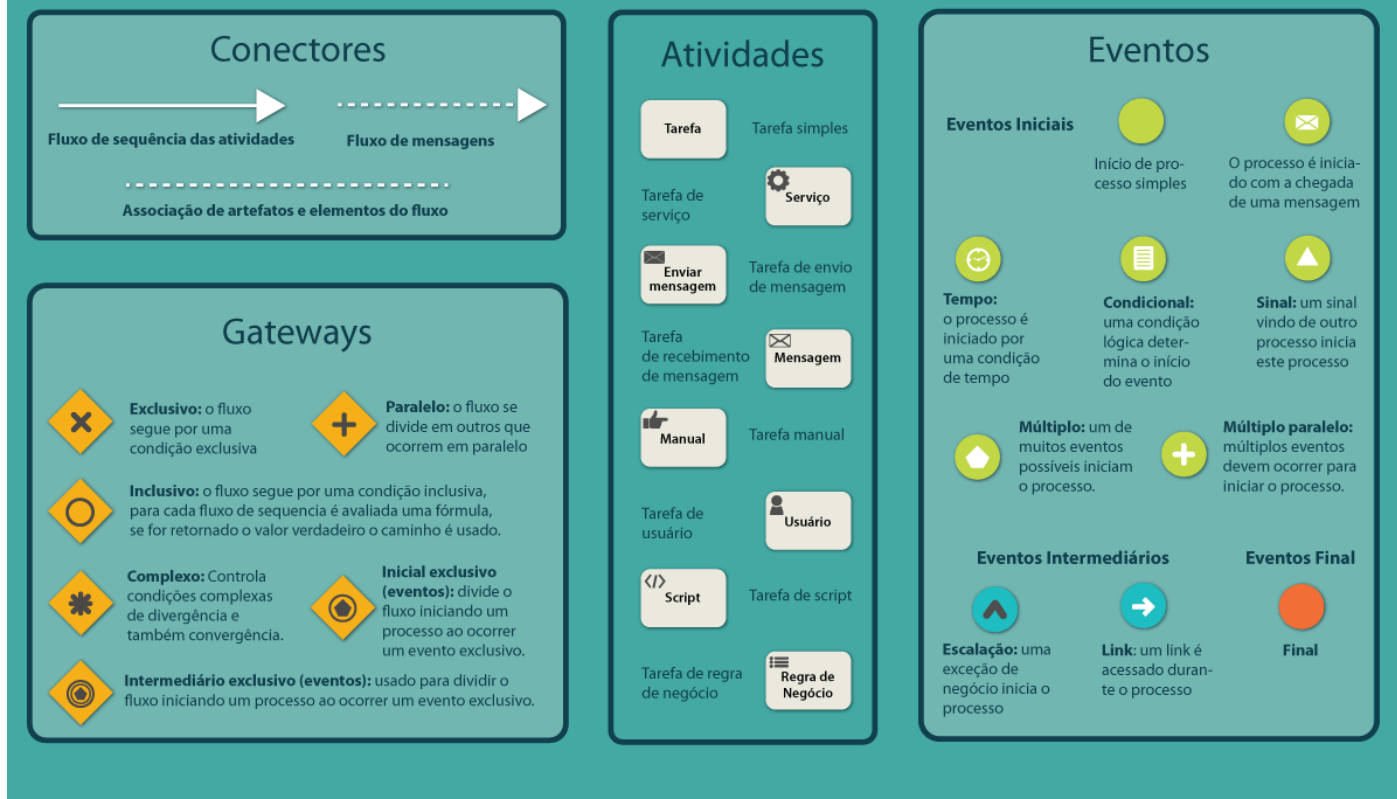 Conectores
Fluxo de sequência das atividades
Fluxo de mensagens
Associação de artefatos e elementos do fluxo
Gateways
Exclusivo: o fluxo
segue por uma
condição exclusiva
Paralelo: o fluxo se
divide em outros que
ocorrem em paralelo
Inclusivo: o fluxo segue por uma condição inclusiva,
para cada fluxo de sequencia é avaliada uma fórmula,
se for retornado o valor verdadeiro o caminho é usado.
Complexo: Controla
condições complexas
de divergência e
também convergência.
Inicial exclusivo
(eventos): divide o
fluxo iniciando um
processo ao ocorrer
um evento exclusivo.
Intermediário exclusivo (eventos): usado para dividir o
fluxo iniciando um processo ao ocorrer um evento exclusivo.
Atividades
Tarefa
Tarefa simples
Tarefa de
serviço
Serviço
Enviar
mensagem
Tarefa de envio
de mensagem
Tarefa
de recebimento
de mensagem
Mensagem
Manual
Tarefa manual
Tarefa de
usuário
Usuário
Script
Tarefa de script
Tarefa de regra
de negócio
Regra de
Negócio
Eventos
Eventos Iniciais
Início de pro-
cesso simples
O processo é inicia-
do com a chegada
de uma mensagem
Tempo:
o processo é
iniciado por
uma condição
de tempo
Condicional:
uma condição
lógica deter-
mina o início
do evento
Sinal: um sinal
vindo de outro
processo inicia
este processo
Múltiplo: um de
muitos eventos
possíveis iniciam
o processo.
Múltiplo paralelo:
múltiplos eventos
devem ocorrer para
iniciar o processo.
Eventos Intermediários
Eventos Final
Escalação: uma
exceção de
negócio inicia o
processo
Link: um link é
acessado duran-
te o processo
Final